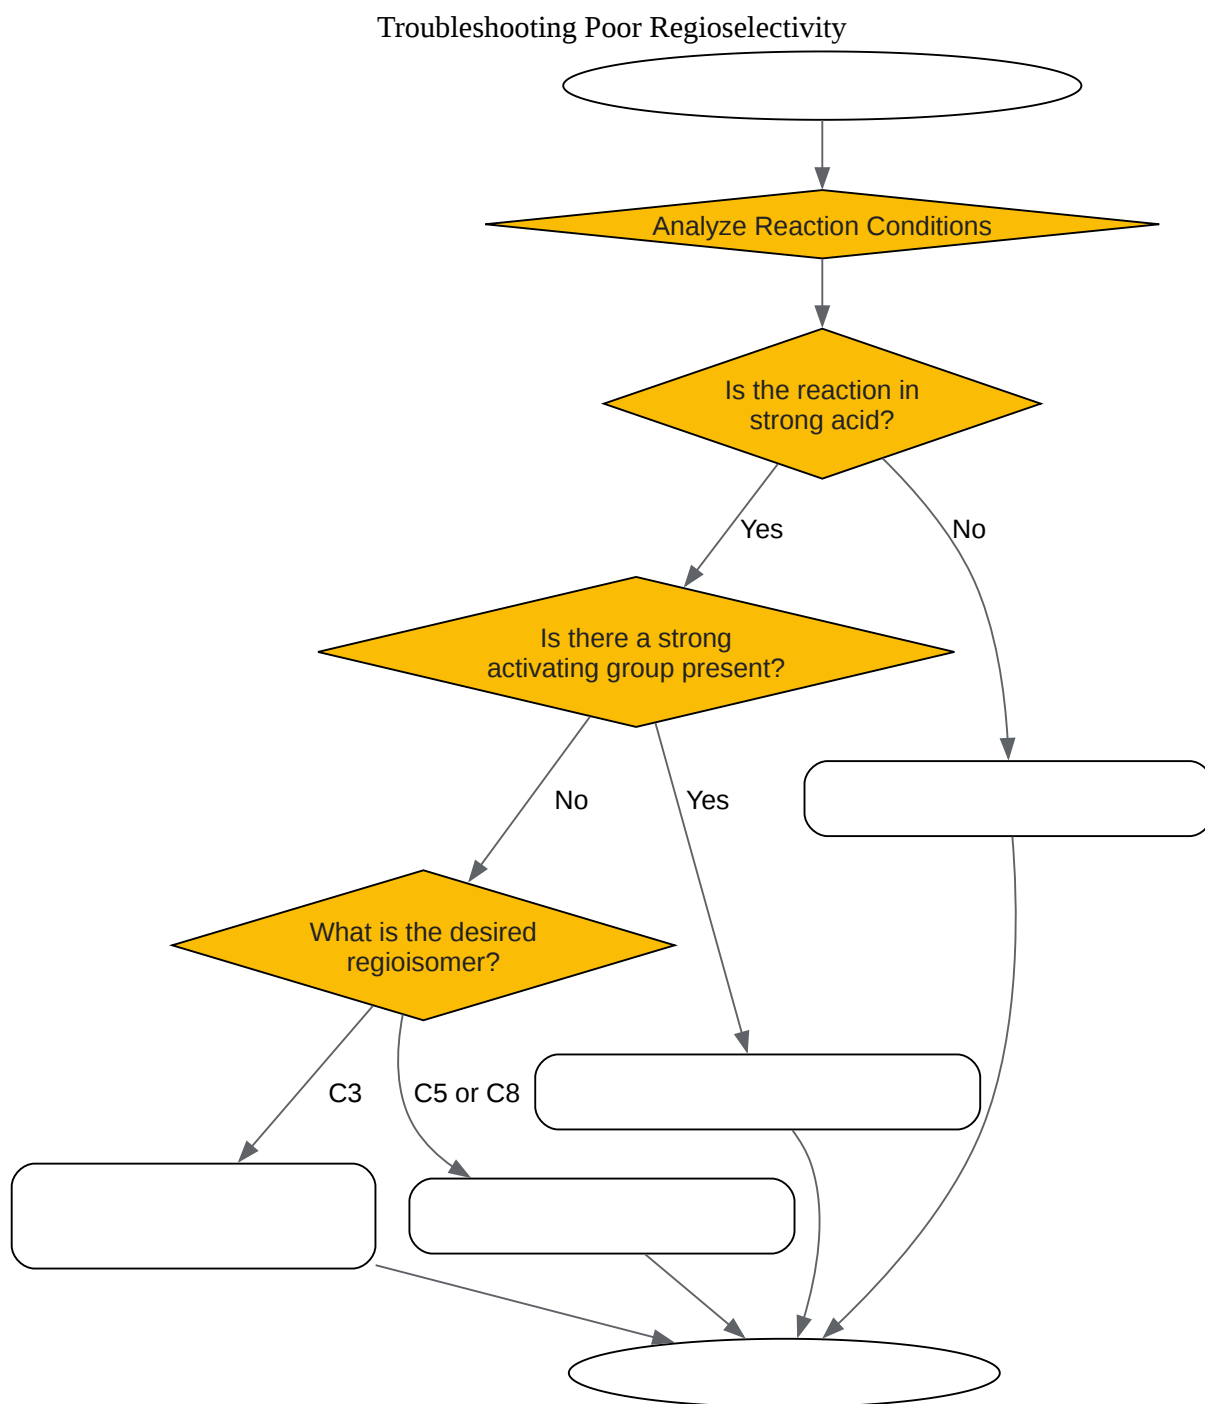 Troubleshooting Poor Regioselectivity
Analyze Reaction Conditions
Is the reaction in
strong acid?
Yes
No
Is there a strong
activating group present?
No
Yes
What is the desired
regioisomer?
C3
C5 or C8